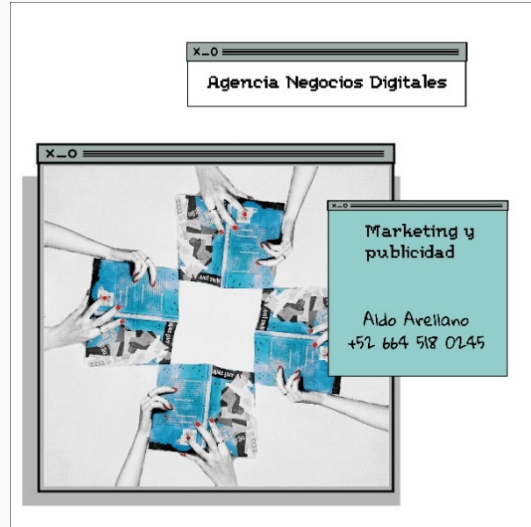 Agencia Negocios Digitales
Marketing y
publicidad
Aldo Arellano
+52 664 518 0245